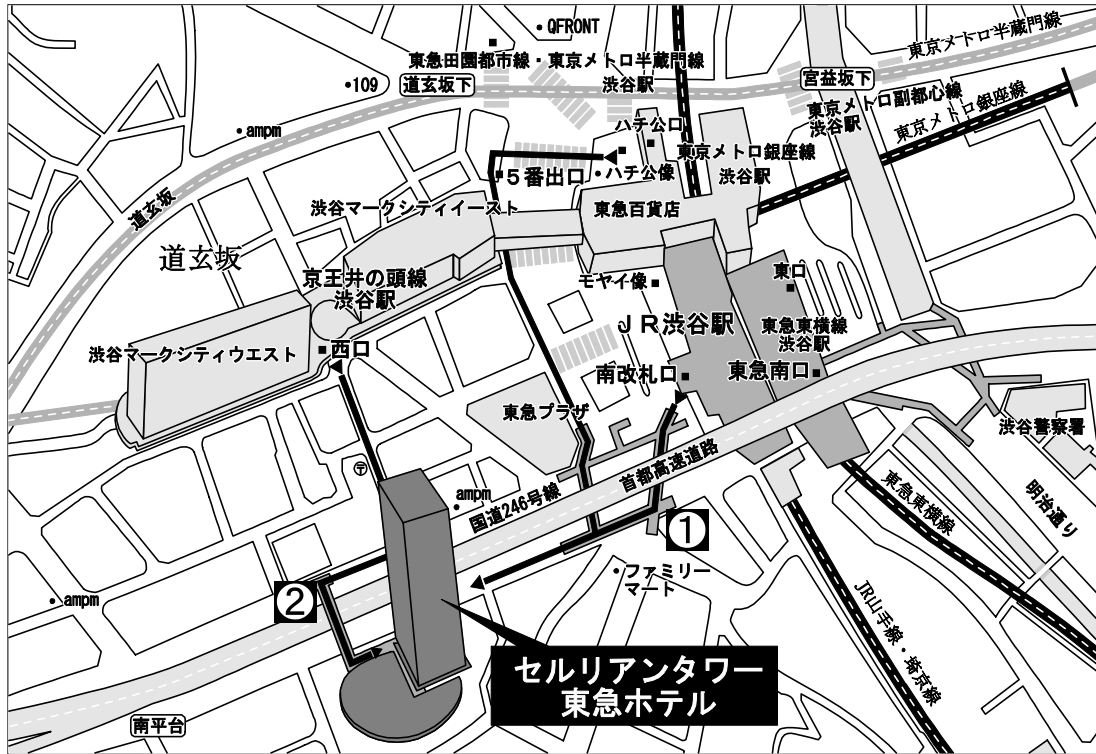 QFRONT
東急田園都市線・東京メトロ半蔵門線
渋谷駅
道玄坂下
109
ampm
宮益坂下
東京メトロ半蔵門線
東京メトロ副都心線
渋谷駅
東京メトロ銀座線
ハチ公口
東京メトロ銀座線
渋谷駅
ハチ公像
5番出口
道玄坂
渋谷マークシティイースト
東急百貨店
道玄坂
京王井の頭線
渋谷駅
モヤイ像
東口
JR渋谷駅
東急東横線
渋谷駅
渋谷マークシティウエスト
西口
南改札口
東急南口
東急プラザ
渋谷警察署
首都高速道路
〒
ampm
国道246号線
東急東横線
明治通り
①
ファミリー
マート
②
ampm
JR山手線・埼京線
セルリアンタワー
東急ホテル
南平台